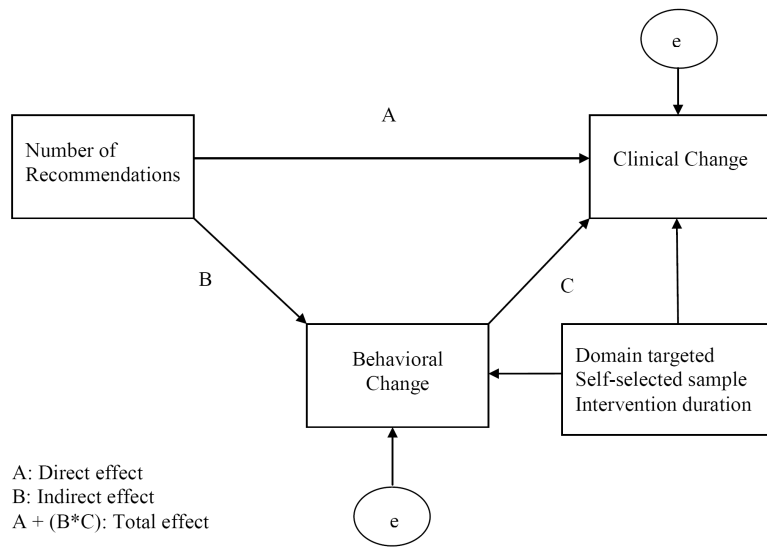 e
A
Number of
Recommendations
Clinical Change
B
C
Behavioral
Change
Domain targeted
Self-selected sample
Intervention duration
A: Direct effect
B: Indirect effect
A + (B*C): Total effect
e